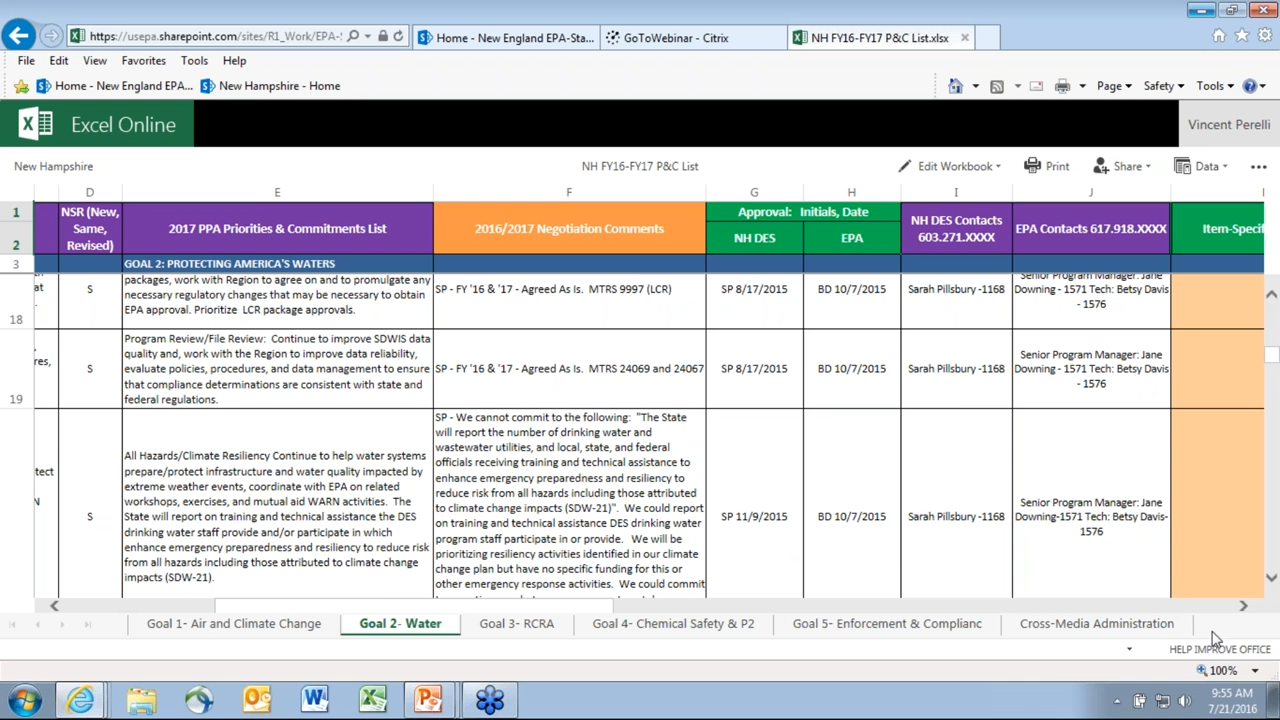 https://usepa.sharepoint.com/sites/R1_Work/EPA-
Home - New England EPA-Sta...
GoToWebinar - Citrix
NH FY16-FY17 P&C List.xlsx
File Edit View Favorites Tools Help
Home - New England EPA...
New Hampshire - Home
Page Safety Tools
Excel Online
Vincent Perelli
New Hampshire
NH FY16-FY17 P&C List
Edit Workbook
Print
Share
Data
D E F G H I J
1
2
3
NSR (New,
Same,
Revised)
2017 PPA Priorities & Commitments List
2016/2017 Negotiation Comments
Approval: Initials, Date
NH DES
EPA
NH DES Contacts
603.271.XXXX
EPA Contacts 617.918.XXXX
Item-Specif
GOAL 2: PROTECTING AMERICA'S WATERS
18
at
S
packages, work with Region to agree on and to promulgate any
necessary regulatory changes that may be necessary to obtain
EPA approval. Prioritize LCR package approvals.
SP - FY '16 & '17 - Agreed As Is. MTRS 9997 (LCR)
SP 8/17/2015
BD 10/7/2015
Sarah Pillsbury -1168
Senior Program Manager: Jane
Downing - 1571 Tech: Betsy Davis
- 1576
19
res,
S
Program Review/File Review: Continue to improve SDWIS data
quality and, work with the Region to improve data reliability,
evaluate policies, procedures, and data management to ensure
that compliance determinations are consistent with state and
federal regulations.
SP - FY '16 & '17 - Agreed As Is. MTRS 24069 and 24067
SP 8/17/2015
BD 10/7/2015
Sarah Pillsbury -1168
Senior Program Manager: Jane
Downing - 1571 Tech: Betsy Davis
- 1576
tect
N
S
All Hazards/Climate Resiliency Continue to help water systems
prepare/protect infrastructure and water quality impacted by
extreme weather events, coordinate with EPA on related
workshops, exercises, and mutual aid WARN activities. The
State will report on training and technical assistance the DES
drinking water staff provide and/or participate in which
enhance emergency preparedness and resiliency to reduce risk
from all hazards including those attributed to climate change
impacts (SDW-21).
SP - We cannot commit to the following: "The State
will report the number of drinking water and
wastewater utilities, and local, state, and federal
officials receiving training and technical assistance to
enhance emergency preparedness and resiliency to
reduce risk from all hazards including those attributed
to climate change impacts (SDW-21)". We could report
on training and technical assistance DES drinking water
program staff participate in or provide. We will be
prioritizing resiliency activities identified in our climate
change plan but have no specific funding for this or
other emergency response activities. We could commit
SP 11/9/2015
BD 10/7/2015
Sarah Pillsbury -1168
Senior Program Manager: Jane
Downing-1571 Tech: Betsy Davis-
1576
Goal 1- Air and Climate Change
Goal 2- Water
Goal 3- RCRA
Goal 4- Chemical Safety & P2
Goal 5- Enforcement & Complianc
Cross-Media Administration
HELP IMPROVE OFFICE
100%
9:55 AM
7/21/2016